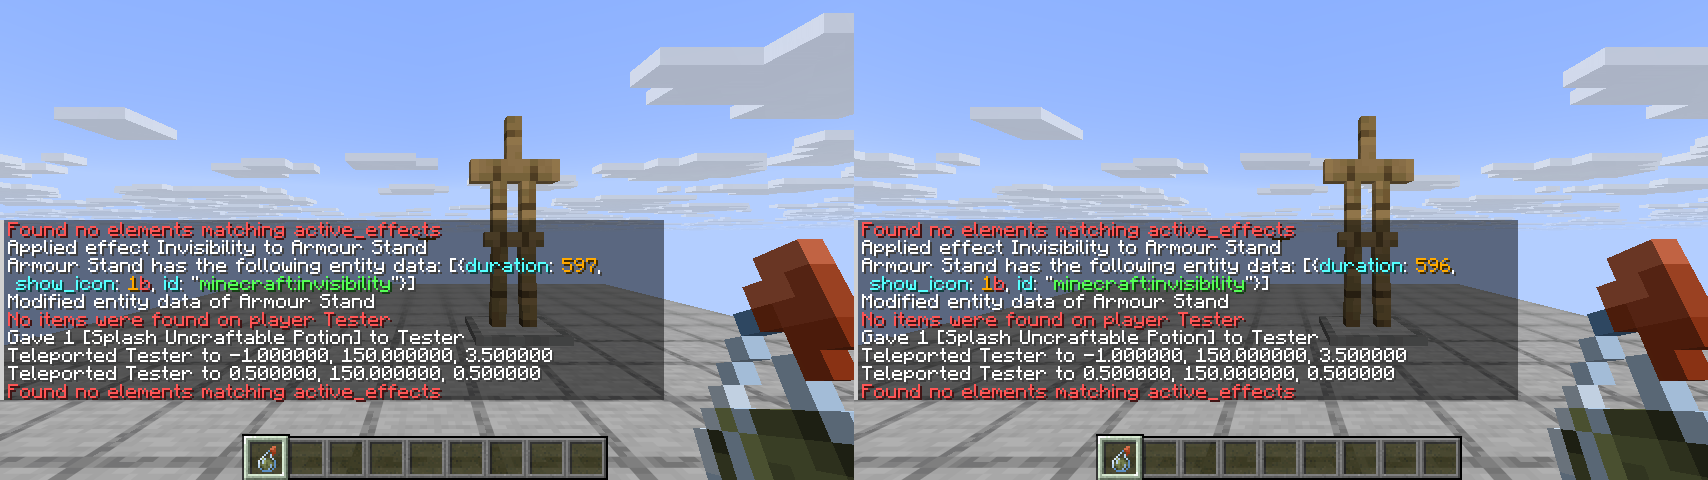 Found no elements matching active_effects
Applied effect Invisibility to Armour Stand
Armour Stand has the following entity data: [{duration: 597,
show_icon: 1b, id: "minecraft:invisibility"}]
Modified entity data of Armour Stand
No items were found on player Tester
Gave 1 [Splash Uncraftable Potion] to Tester
Teleported Tester to -1.000000, 150.000000, 3.500000
Teleported Tester to 0.500000, 150.000000, 0.500000
Found no elements matching active_effects
Found no elements matching active_effects
Applied effect Invisibility to Armour Stand
Armour Stand has the following entity data: [{duration: 596,
show_icon: 1b, id: "minecraft:invisibility"}]
Modified entity data of Armour Stand
No items were found on player Tester
Gave 1 [Splash Uncraftable Potion] to Tester
Teleported Tester to -1.000000, 150.000000, 3.500000
Teleported Tester to 0.500000, 150.000000, 0.500000
Found no elements matching active_effects